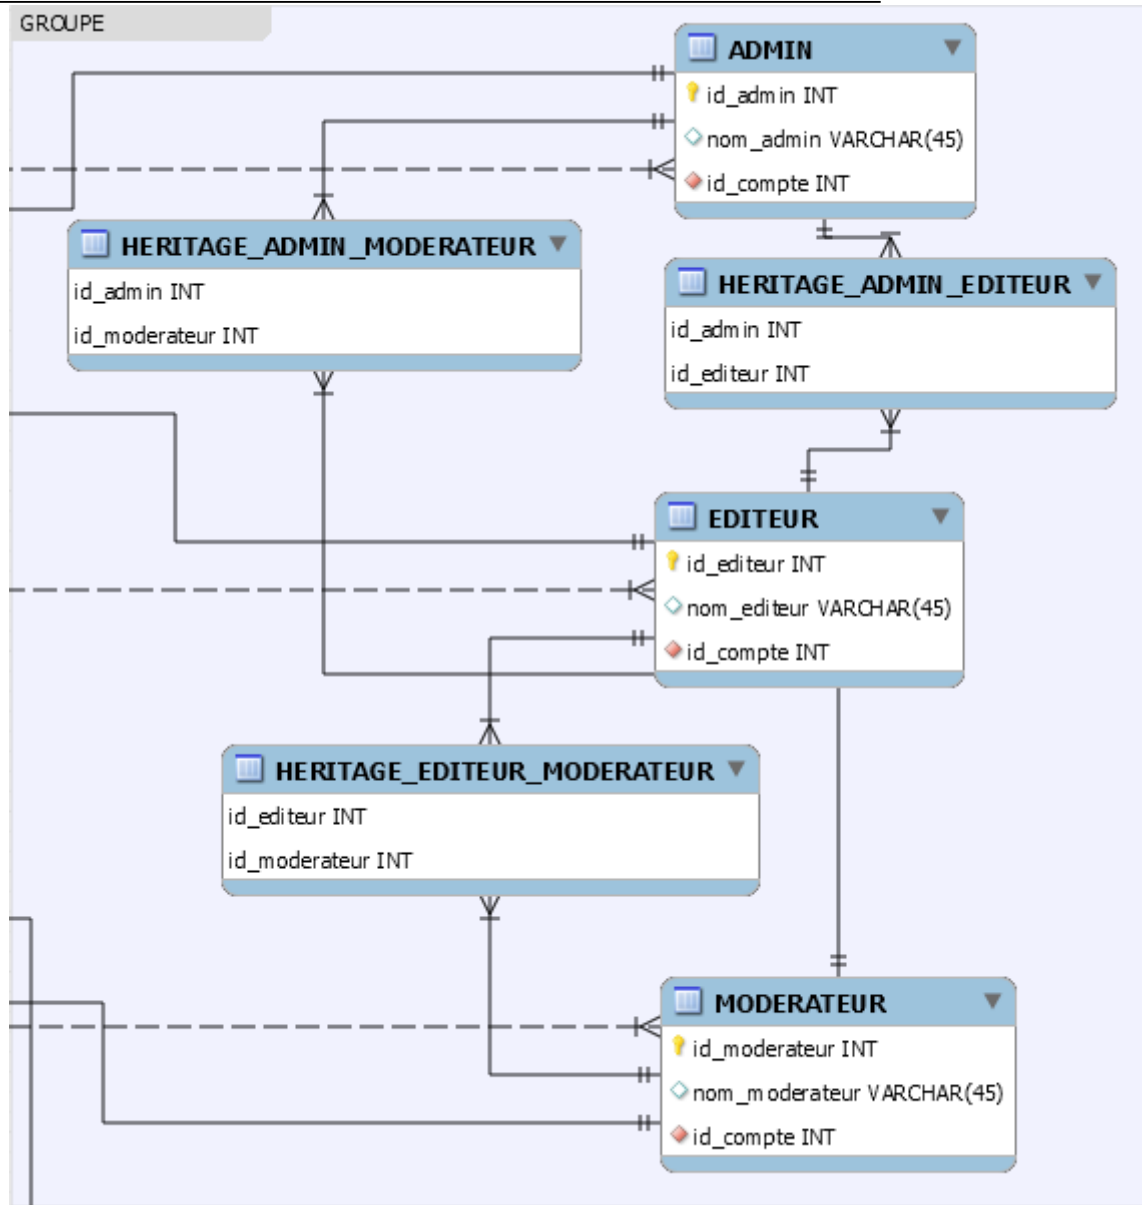 GROUPE
ADMIN
id_admin INT
nom_admin VARCHAR(45)
id_compte INT
HERITAGE_ADMIN_MODERATEUR
id_admin INT
id_moderateur INT
HERITAGE_ADMIN_EDITEUR
id_admin INT
id_editeur INT
EDITEUR
id_editeur INT
nom_editeur VARCHAR(45)
id_compte INT
HERITAGE_EDITEUR_MODERATEUR
id_editeur INT
id_moderateur INT
MODERATEUR
id_moderateur INT
nom_moderateur VARCHAR(45)
id_compte INT